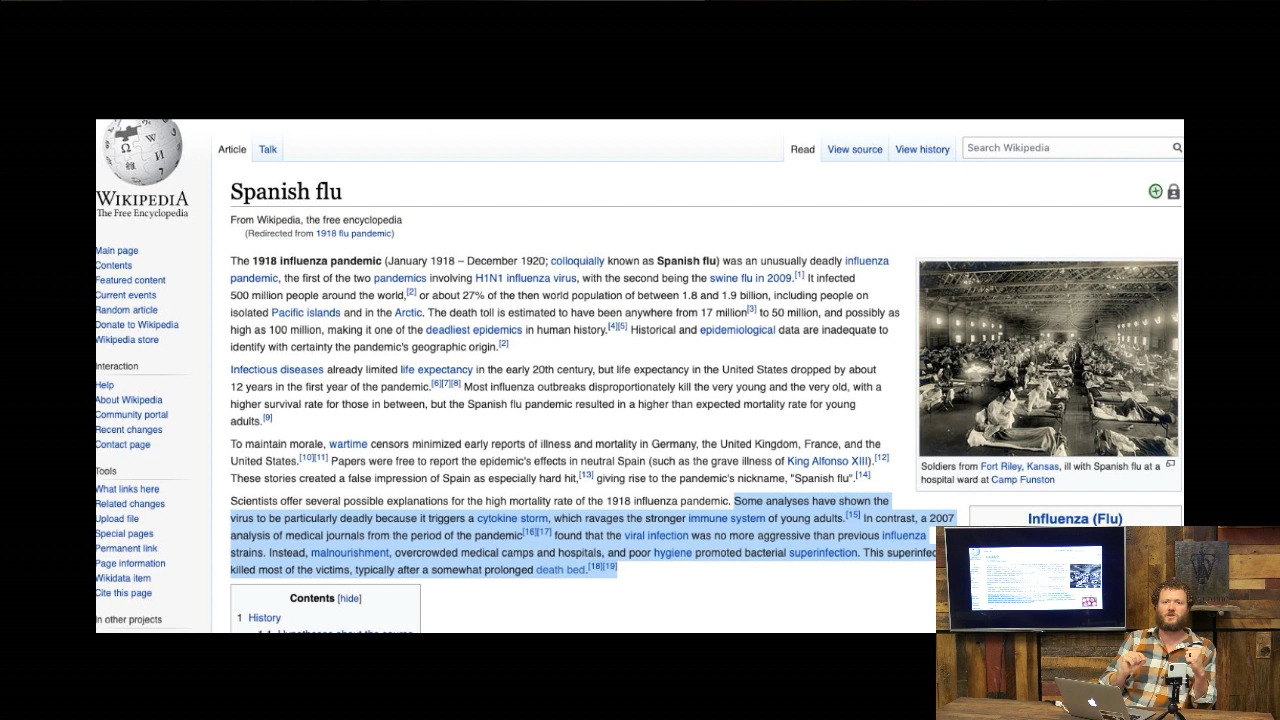 Article
Talk
Read
View source
View history
Search Wikipedia
WIKIPEDIA
The Free Encyclopedia
Main page
Contents
Featured content
Current events
Random article
Donate to Wikipedia
Wikipedia store
Interaction
Help
About Wikipedia
Community portal
Recent changes
Contact page
Tools
What links here
Related changes
Upload file
Special pages
Permanent link
Page information
Wikidata item
Cite this page
In other projects
Spanish flu
From Wikipedia, the free encyclopedia
(Redirected from 1918 flu pandemic)
The 1918 influenza pandemic (January 1918 – December 1920; colloquially known as Spanish flu) was an unusually deadly influenza
pandemic, the first of the two pandemics involving H1N1 influenza virus, with the second being the swine flu in 2009.[1] It infected
500 million people around the world,[2] or about 27% of the then world population of between 1.8 and 1.9 billion, including people on
isolated Pacific islands and in the Arctic. The death toll is estimated to have been anywhere from 17 million[3] to 50 million, and possibly as
high as 100 million, making it one of the deadliest epidemics in human history.[4][5] Historical and epidemiological data are inadequate to
identify with certainty the pandemic's geographic origin.[2]
Infectious diseases already limited life expectancy in the early 20th century, but life expectancy in the United States dropped by about
12 years in the first year of the pandemic.[6][7][8] Most influenza outbreaks disproportionately kill the very young and the very old, with a
higher survival rate for those in between, but the Spanish flu pandemic resulted in a higher than expected mortality rate for young
adults.[9]
To maintain morale, wartime censors minimized early reports of illness and mortality in Germany, the United Kingdom, France, and the
United States.[10][11] Papers were free to report the epidemic's effects in neutral Spain (such as the grave illness of King Alfonso XIII).[12]
These stories created a false impression of Spain as especially hard hit,[13] giving rise to the pandemic's nickname, "Spanish flu".[14]
Scientists offer several possible explanations for the high mortality rate of the 1918 influenza pandemic. Some analyses have shown the
virus to be particularly deadly because it triggers a cytokine storm, which ravages the stronger immune system of young adults.[15] In contrast, a 2007
analysis of medical journals from the period of the pandemic[16][17] found that the viral infection was no more aggressive than previous influenza
strains. Instead, malnourishment, overcrowded medical camps and hospitals, and poor hygiene promoted bacterial superinfection. This superinfec
killed most of the victims, typically after a somewhat prolonged death bed.[18][19]
Contents [hide]
1 History
Soldiers from Fort Riley, Kansas, ill with Spanish flu at a
hospital ward at Camp Funston
Influenza (Flu)